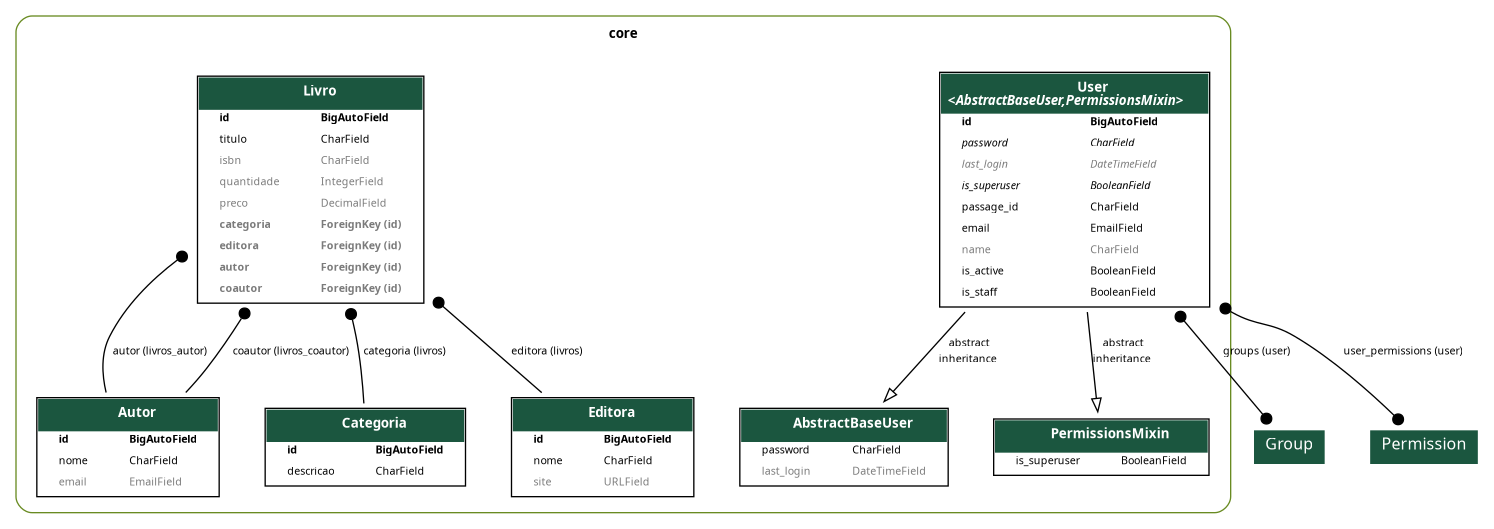 core
Livro
id BigAutoField
titulo CharField
isbn CharField
quantidade IntegerField
preco DecimalField
categoria ForeignKey (id)
editora ForeignKey (id)
autor ForeignKey (id)
coautor ForeignKey (id)
User
<AbstractBaseUser,PermissionsMixin>
id BigAutoField
password CharField
last_login DateTimeField
is_superuser BooleanField
passage_id CharField
email EmailField
name CharField
is_active BooleanField
is_staff BooleanField
autor (livros_autor)
coautor (livros_coautor)
categoria (livros)
editora (livros)
abstract
inheritance
abstract
inheritance
groups (user)
user_permissions (user)
Autor
id BigAutoField
nome CharField
email EmailField
Categoria
id BigAutoField
descricao CharField
Editora
id BigAutoField
nome CharField
site URLField
AbstractBaseUser
password CharField
last_login DateTimeField
PermissionsMixin
is_superuser BooleanField
Group
Permission